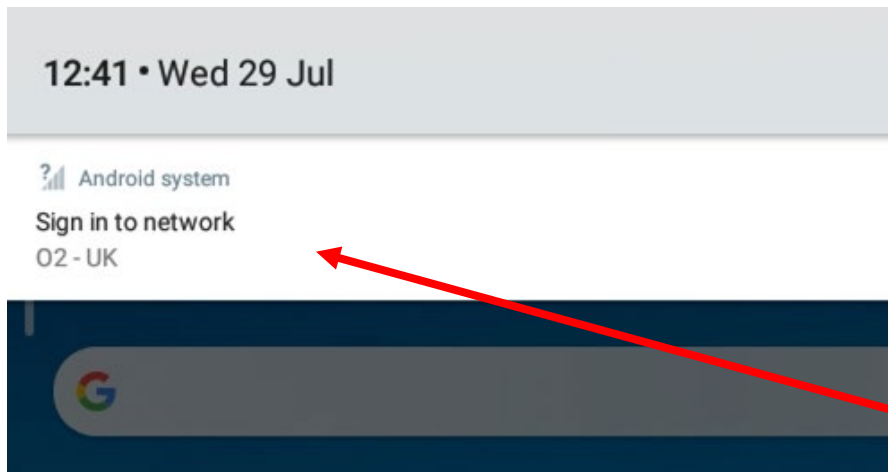 12:41 • Wed 29 Jul
Android system
Sign in to network
O2 - UK